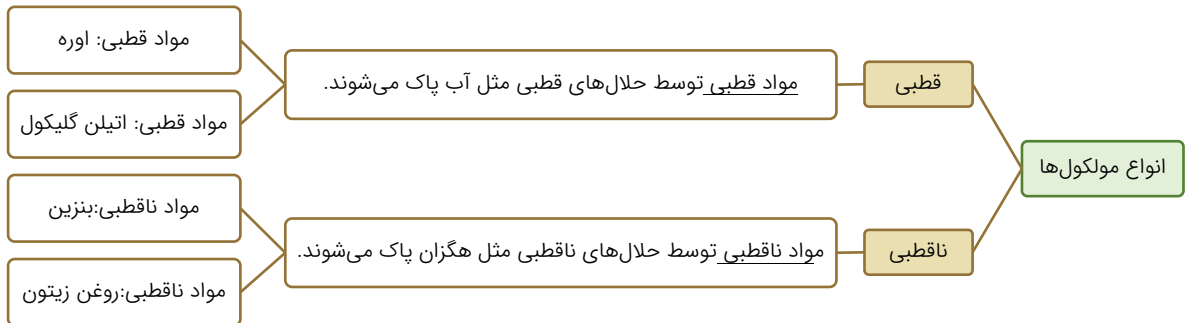 انواع مولکول‌ها
قطبی
مواد قطبی توسط حلال‌های قطبی مثل آب پاک می‌شوند.
مواد قطبی: اوره
مواد قطبی: اتیلن گلیکول
ناقطبی
مواد ناقطبی توسط حلال‌های ناقطبی مثل هگزان پاک می‌شوند.
مواد ناقطبی:بنزین
مواد ناقطبی:روغن زیتون